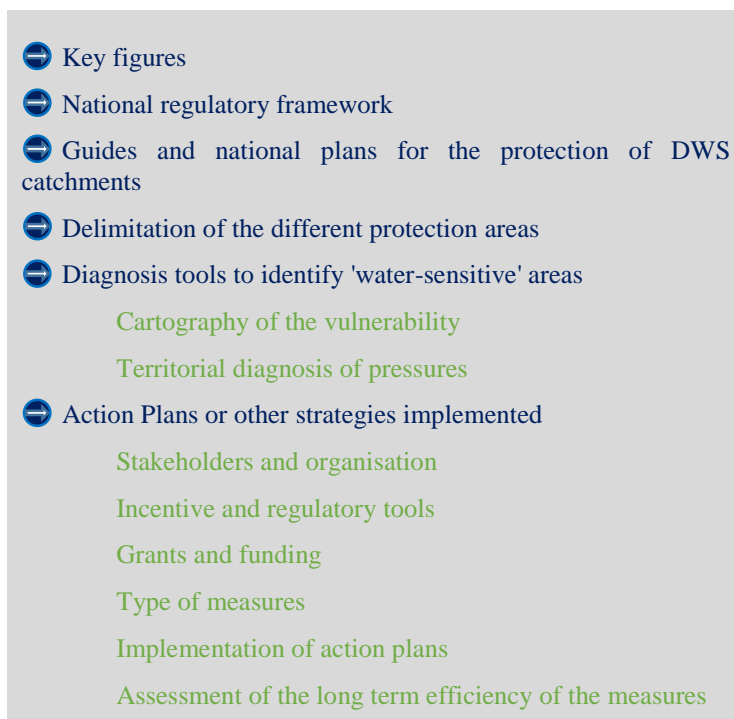 Key figures
National regulatory framework
Guides and national plans for the protection of DWS
catchments
Delimitation of the different protection areas
Diagnosis tools to identify 'water-sensitive' areas
Cartography of the vulnerability
Territorial diagnosis of pressures
Action Plans or other strategies implemented
Stakeholders and organisation
Incentive and regulatory tools
Grants and funding
Type of measures
Implementation of action plans
Assessment of the long term efficiency of the measures